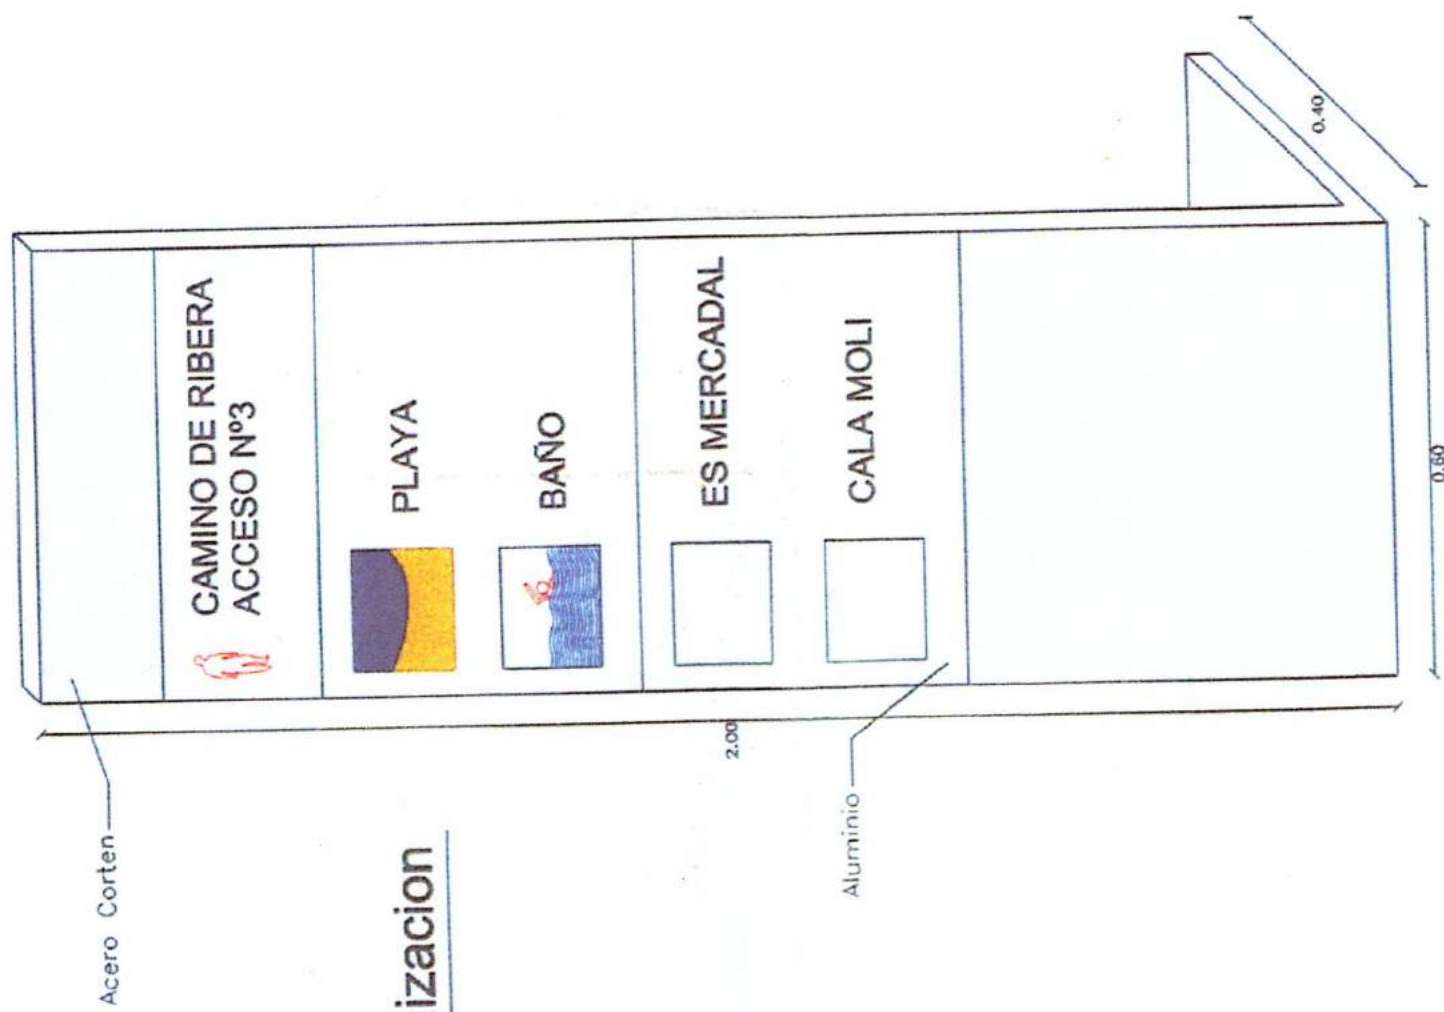 Acero Corten
CAMINO DE RIBERA
ACCESO Nº3
PLAYA
BAÑO
ES MERCADAL
CALA MOLI
Aluminio
izacion
2.00
0.60
0.40